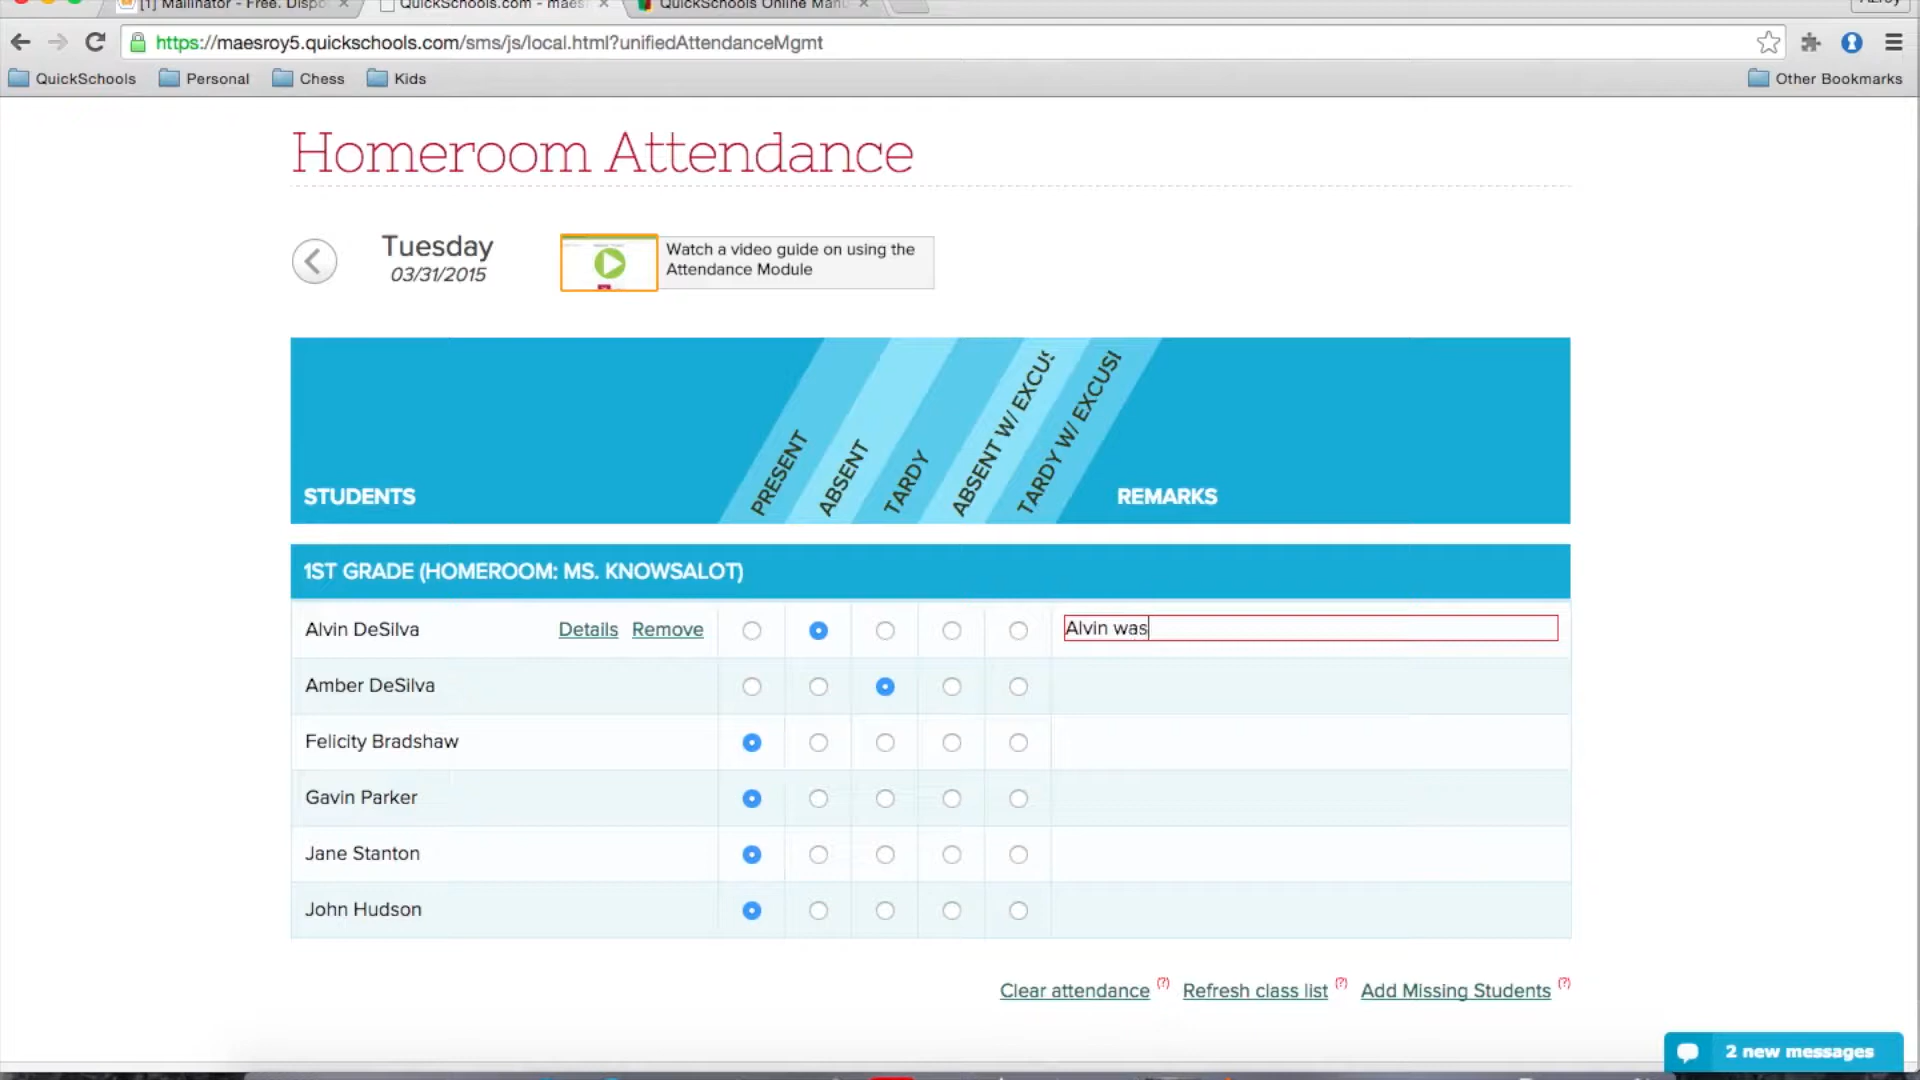 [1] Mailinator - Free. Dispo
QuickSchools.com - maes
QuickSchools Online Manu
https://maesroy5.quickschools.com/sms/js/local.html?unifiedAttendanceMgmt
QuickSchools Personal Chess Kids Other Bookmarks
Homeroom Attendance
Tuesday
03/31/2015
Watch a video guide on using the
Attendance Module
STUDENTS PRESENT ABSENT TARDY ABSENT W/ EXCUS TARDY W/ EXCUSI REMARKS
1ST GRADE (HOMEROOM: MS. KNOWSALOT)
Alvin DeSilva Details Remove Alvin was
Amber DeSilva
Felicity Bradshaw
Gavin Parker
Jane Stanton
John Hudson
Clear attendance (?) Refresh class list (?) Add Missing Students (?)
2 new messages